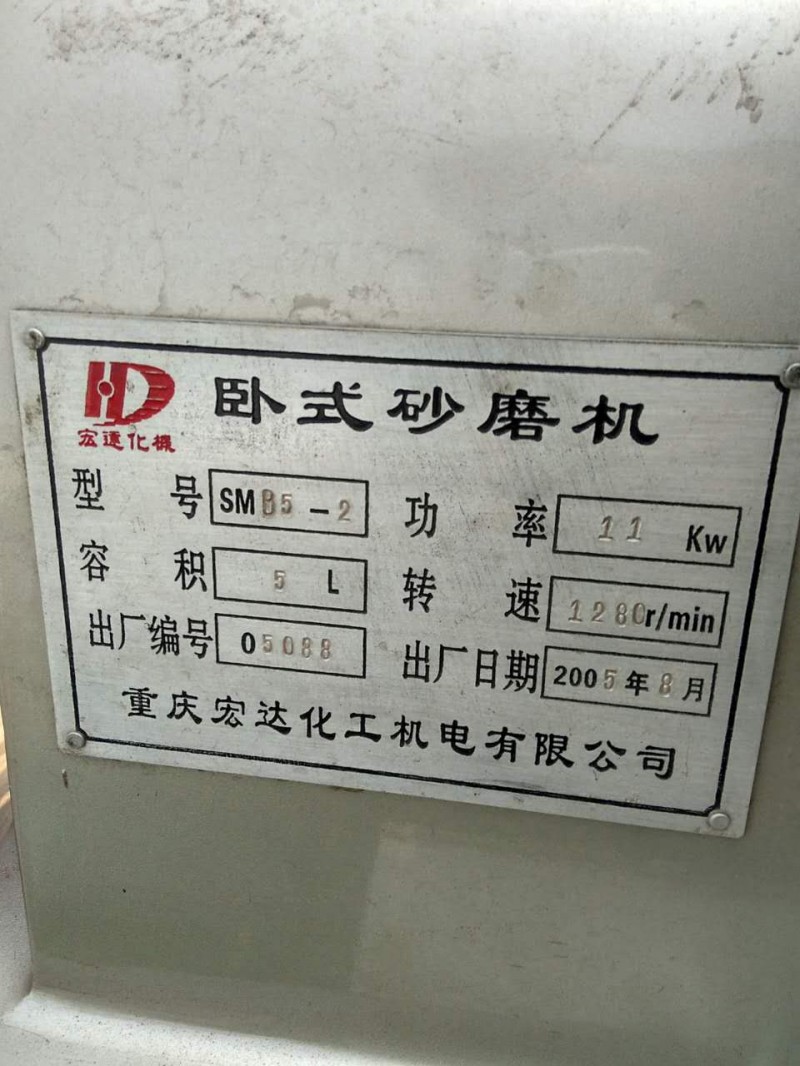 HD 卧式砂磨机
宏達化機
型号 SMB5-2 功率 11 Kw
容积 5 L 转速 1280r/min
出厂编号 05088 出厂日期 2005年8月
重庆宏达化工机电有限公司